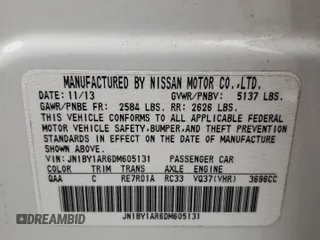 MANUFACTURED BY NISSAN MOTOR CO.,LTD.
DATE: 11/13 GVWR/PNBV: 5137 LBS.
GAWR/PNBE FR: 2584 LBS. RR: 2626 LBS.
THIS VEHICLE CONFORMS TO ALL APPLICABLE FEDERAL
MOTOR VEHICLE SAFETY,BUMPER,AND THEFT PREVENTION
STANDARDS IN EFFECT ON THE DATE OF MANUFACTURE
SHOWN ABOVE.
VIN: JN1BY1AR6DM605131 PASSENGER CAR
COLOR TRIM TRANS AXLE ENGINE
QAA C RE7R01A RC33 VQ37(VHR) 3696CC
JN1BY1AR6DM605131